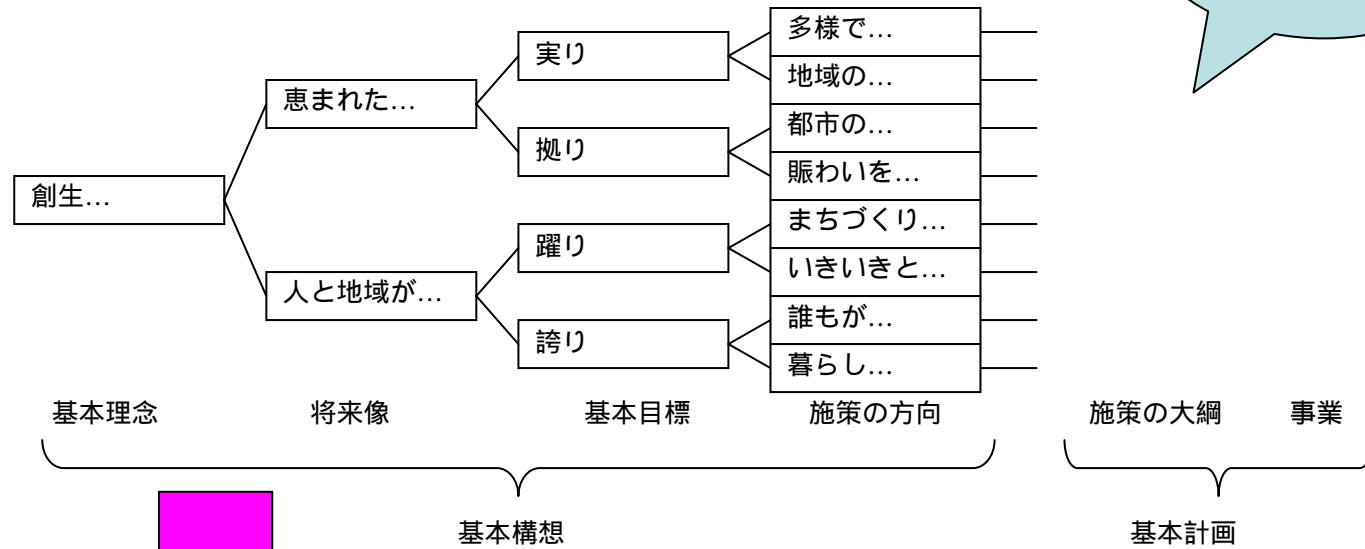 創生…
恵まれた…
人と地域が…
実り
拠り
躍り
誇り
多様で…
地域の…
都市の…
賑わいを…
まちづくり…
いきいきと…
誰もが…
暮らし…
基本理念 将来像 基本目標 施策の方向 施策の大綱 事業
基本構想 基本計画